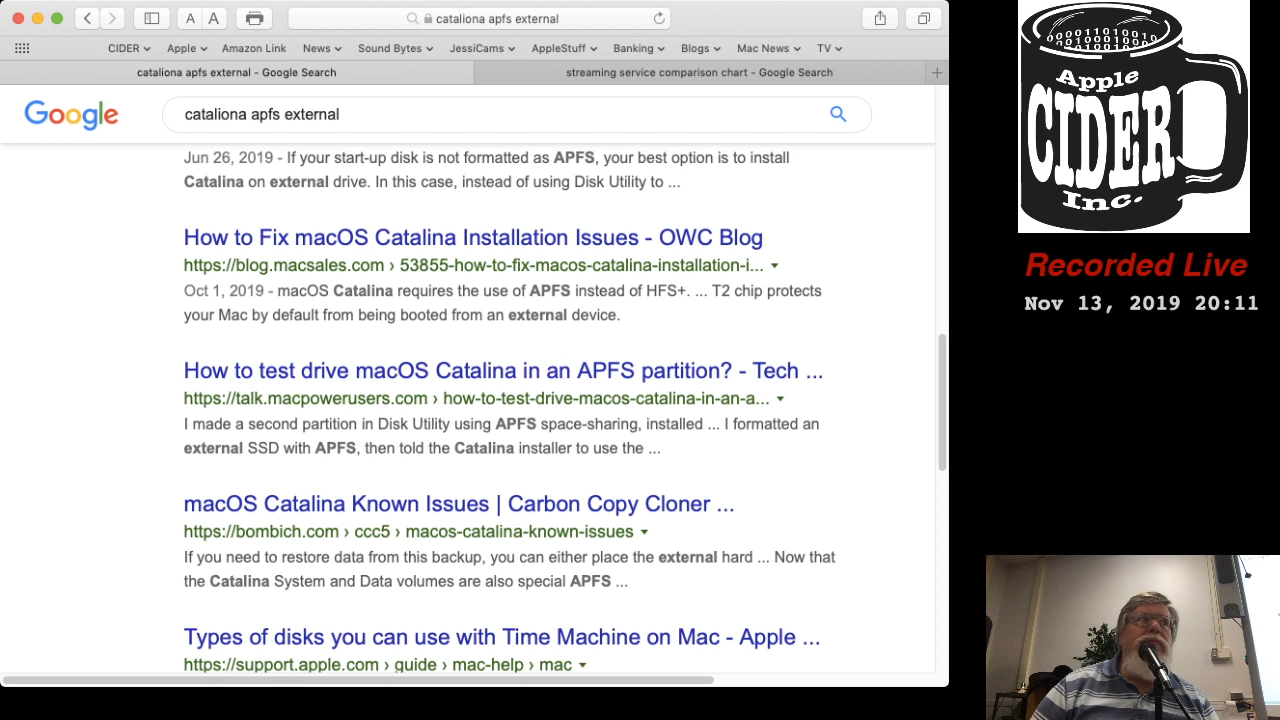 cataliona apfs external
CIDER Apple Amazon Link News Sound Bytes JessiCams AppleStuff Banking Blogs Mac News TV
cataliona apfs external - Google Search
streaming service comparison chart - Google Search
Google
cataliona apfs external
Jun 26, 2019 - If your start-up disk is not formatted as APFS, your best option is to install
Catalina on external drive. In this case, instead of using Disk Utility to ...
How to Fix macOS Catalina Installation Issues - OWC Blog
https://blog.macsales.com › 53855-how-to-fix-macos-catalina-installation-i...
Oct 1, 2019 - macOS Catalina requires the use of APFS instead of HFS+. ... T2 chip protects
your Mac by default from being booted from an external device.
How to test drive macOS Catalina in an APFS partition? - Tech ...
https://talk.macpowerusers.com › how-to-test-drive-macos-catalina-in-an-a...
I made a second partition in Disk Utility using APFS space-sharing, installed ... I formatted an
external SSD with APFS, then told the Catalina installer to use the ...
macOS Catalina Known Issues | Carbon Copy Cloner ...
https://bombich.com › ccc5 › macos-catalina-known-issues
If you need to restore data from this backup, you can either place the external hard ... Now that
the Catalina System and Data volumes are also special APFS ...
Types of disks you can use with Time Machine on Mac - Apple ...
https://support.apple.com › guide › mac-help › mac
Apple
CIDER
Inc.
Recorded Live
Nov 13, 2019 20:11